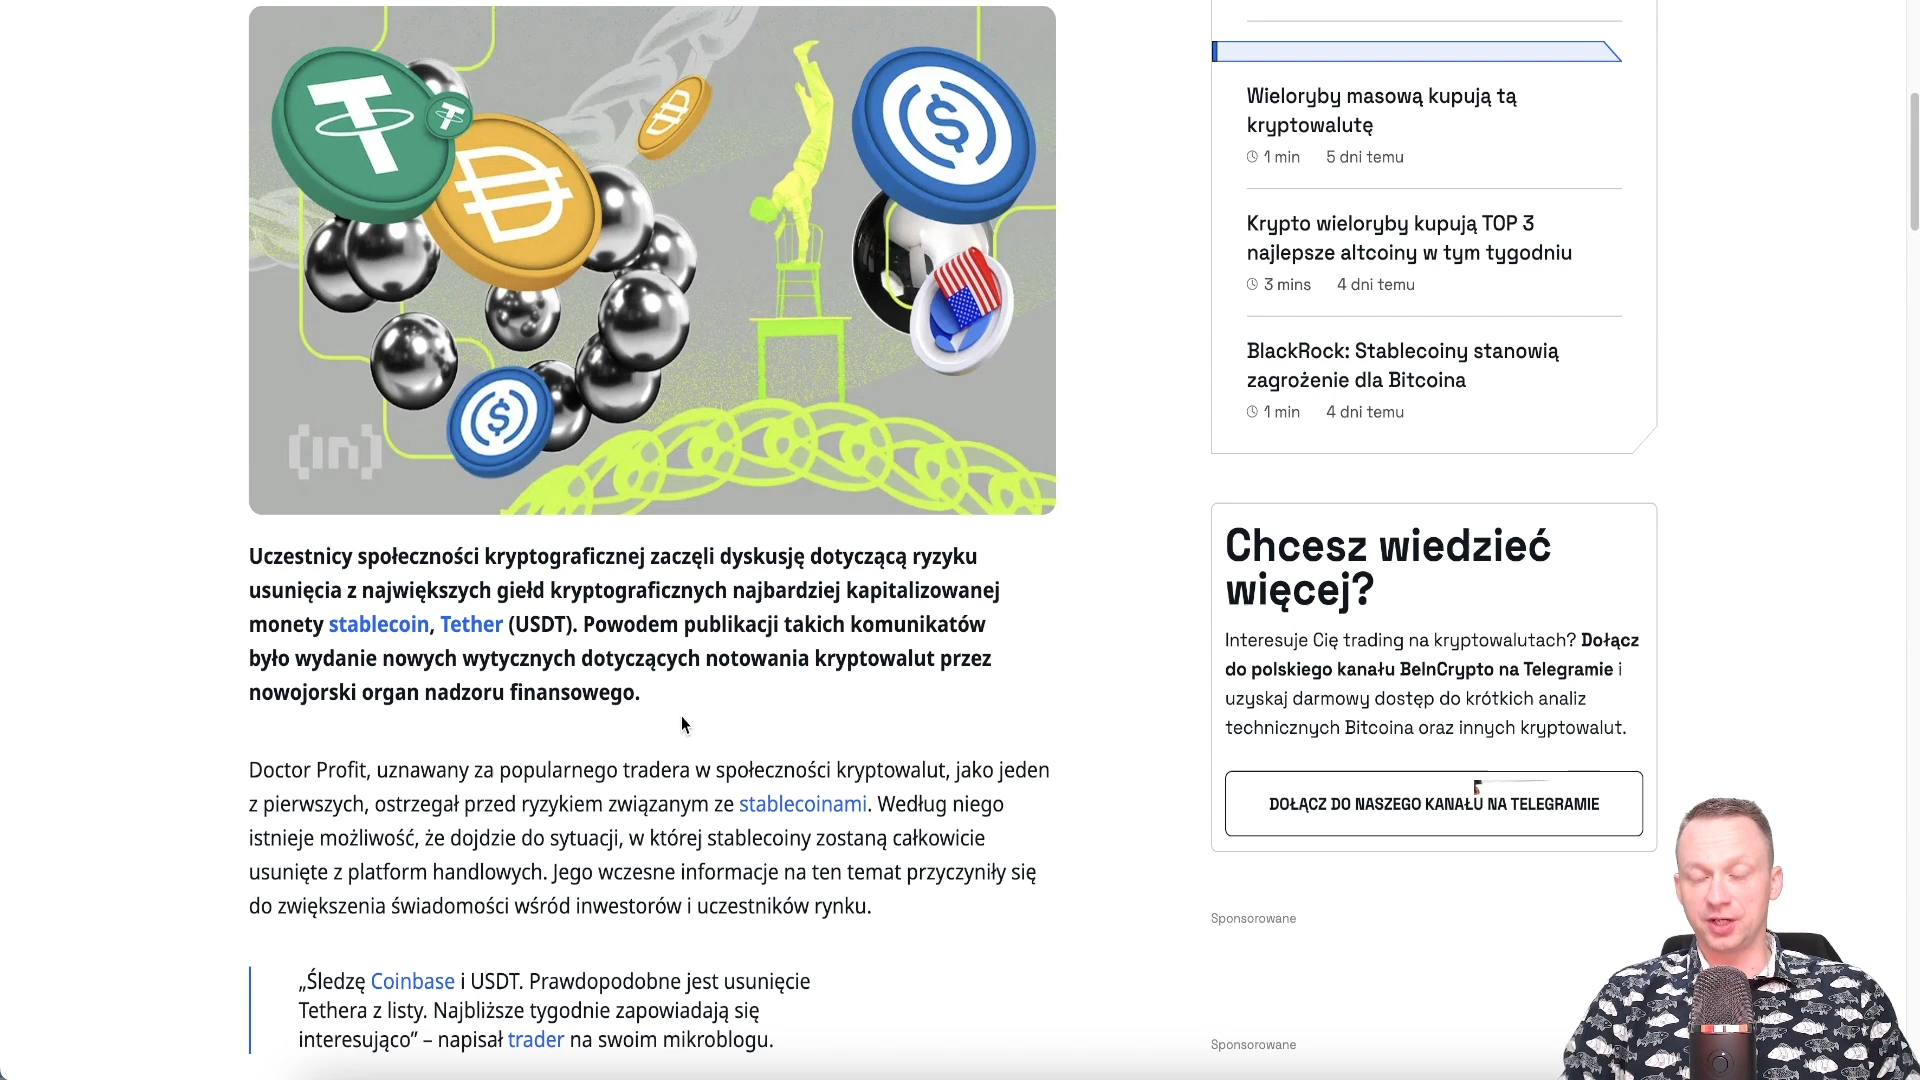 [in]
Uczestnicy społeczności kryptograficznej zaczęli dyskusję dotyczącą ryzyku
usunięcia z największych giełd kryptograficznych najbardziej kapitalizowanej
monety stablecoin, Tether (USDT). Powodem publikacji takich komunikatów
było wydanie nowych wytycznych dotyczących notowania kryptowalut przez
nowojorski organ nadzoru finansowego.
Doctor Profit, uznawany za popularnego tradera w społeczności kryptowalut, jako jeden
z pierwszych, ostrzegał przed ryzykiem związanym ze stablecoinami. Według niego
istnieje możliwość, że dojdzie do sytuacji, w której stablecoiny zostaną całkowicie
usunięte z platform handlowych. Jego wczesne informacje na ten temat przyczyniły się
do zwiększenia świadomości wśród inwestorów i uczestników rynku.
„Śledzę Coinbase i USDT. Prawdopodobne jest usunięcie
Tethera z listy. Najbliższe tygodnie zapowiadają się
interesująco” – napisał trader na swoim mikroblogu.
Wieloryby masową kupują tą
kryptowalutę
1 min 5 dni temu
Krypto wieloryby kupują TOP 3
najlepsze altcoiny w tym tygodniu
3 mins 4 dni temu
BlackRock: Stablecoiny stanowią
zagrożenie dla Bitcoina
1 min 4 dni temu
Chcesz wiedzieć
więcej?
Interesuje Cię trading na kryptowalutach? Dołącz
do polskiego kanału BeInCrypto na Telegramie i
uzyskaj darmowy dostęp do krótkich analiz
technicznych Bitcoina oraz innych kryptowalut.
DOŁĄCZ DO NASZEGO KANAŁU NA TELEGRAMIE
Sponsorowane
Sponsorowane